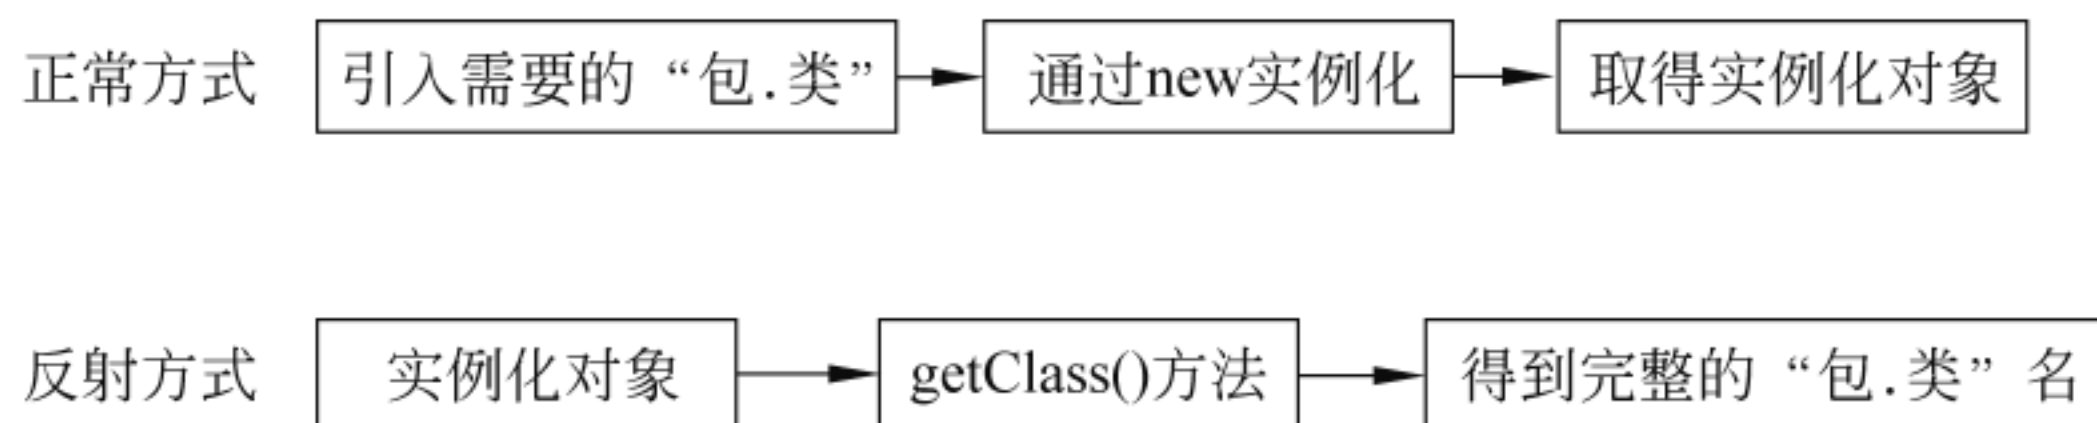 正常方式 引入需要的“包.类” 通过new实例化 取得实例化对象
反射方式 实例化对象 getClass()方法 得到完整的“包.类”名